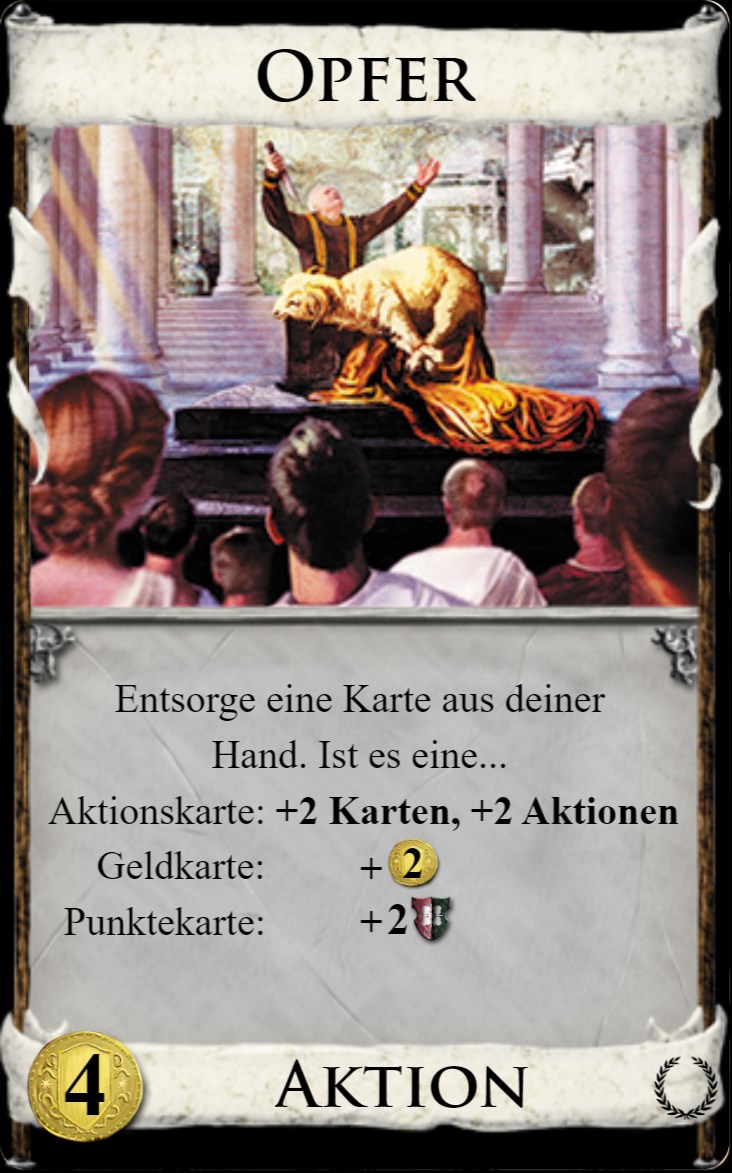 OPFER
Entsorge eine Karte aus deiner
Hand. Ist es eine...
Aktionskarte: +2 Karten, +2 Aktionen
Geldkarte: +2
Punktekarte: +2
4 AKTION